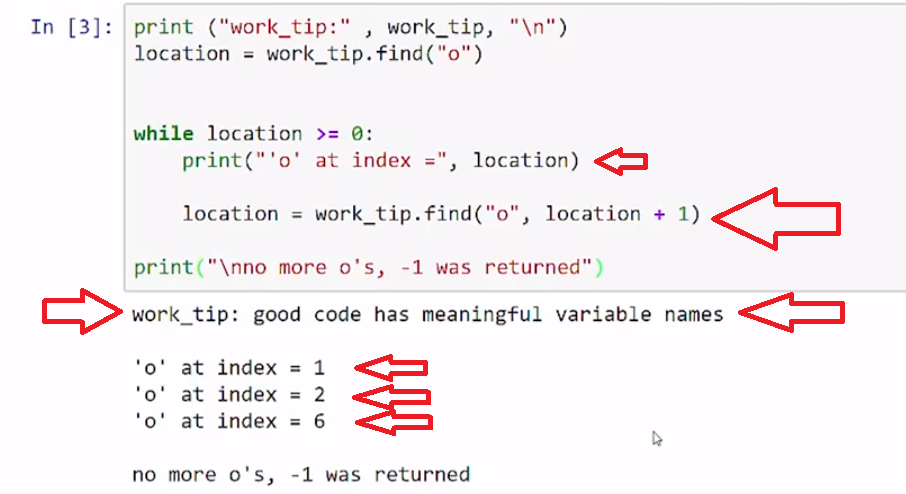 In [3]: print ("work_tip:" , work_tip, "\n")
location = work_tip.find("o")
while location >= 0:
print("'o' at index =", location)
location = work_tip.find("o", location + 1)
print("\nno more o's, -1 was returned")
work_tip: good code has meaningful variable names
'o' at index = 1
'o' at index = 2
'o' at index = 6
no more o's, -1 was returned